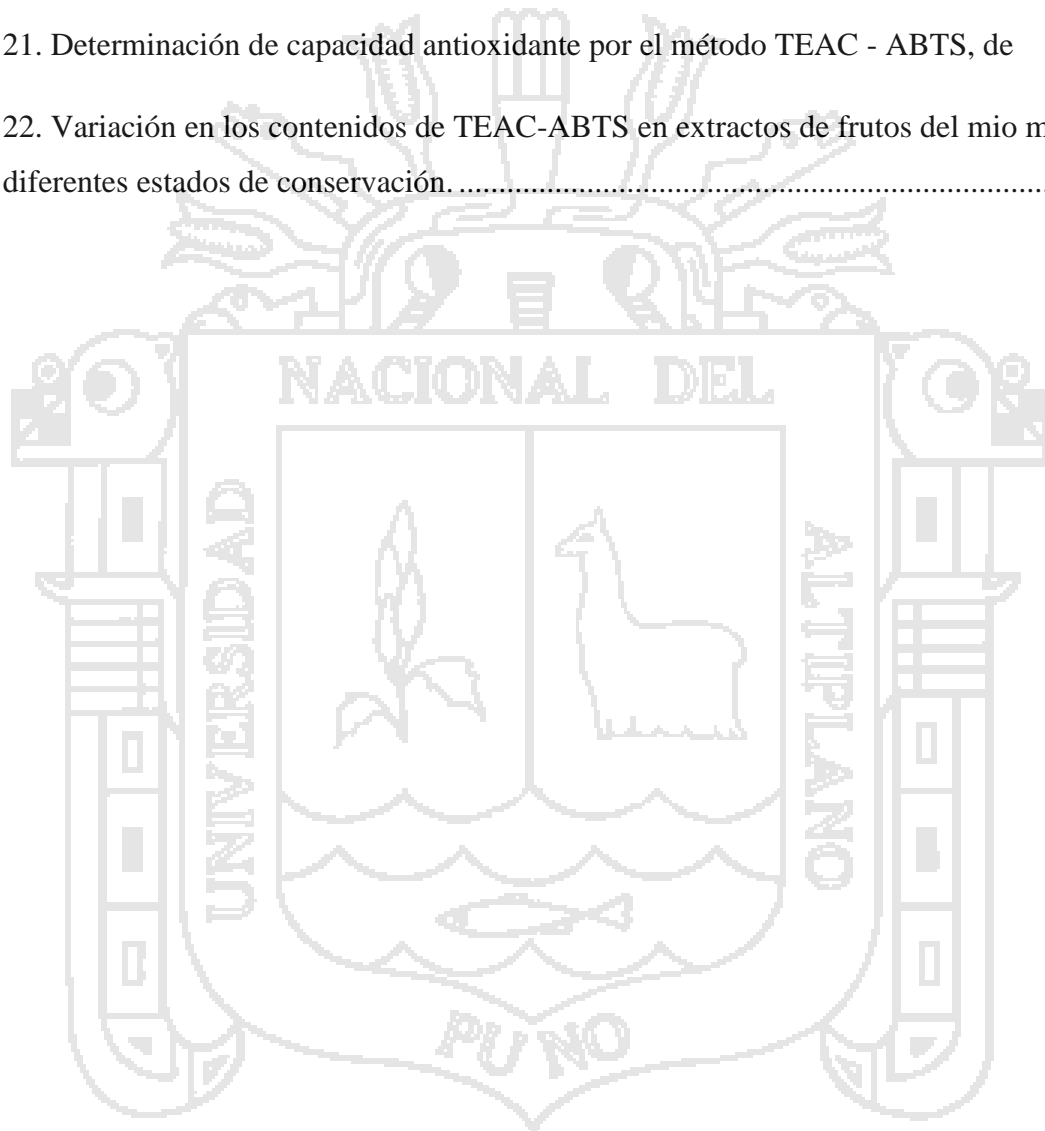 21. Determinación de capacidad antioxidante por el método TEAC - ABTS, de
22. Variación en los contenidos de TEAC-ABTS en extractos de frutos del mio m
diferentes estados de conservación. ........................................................................
NACIONAL DEL
UNIVERSIDAD
ALTIPLANO
PUNO